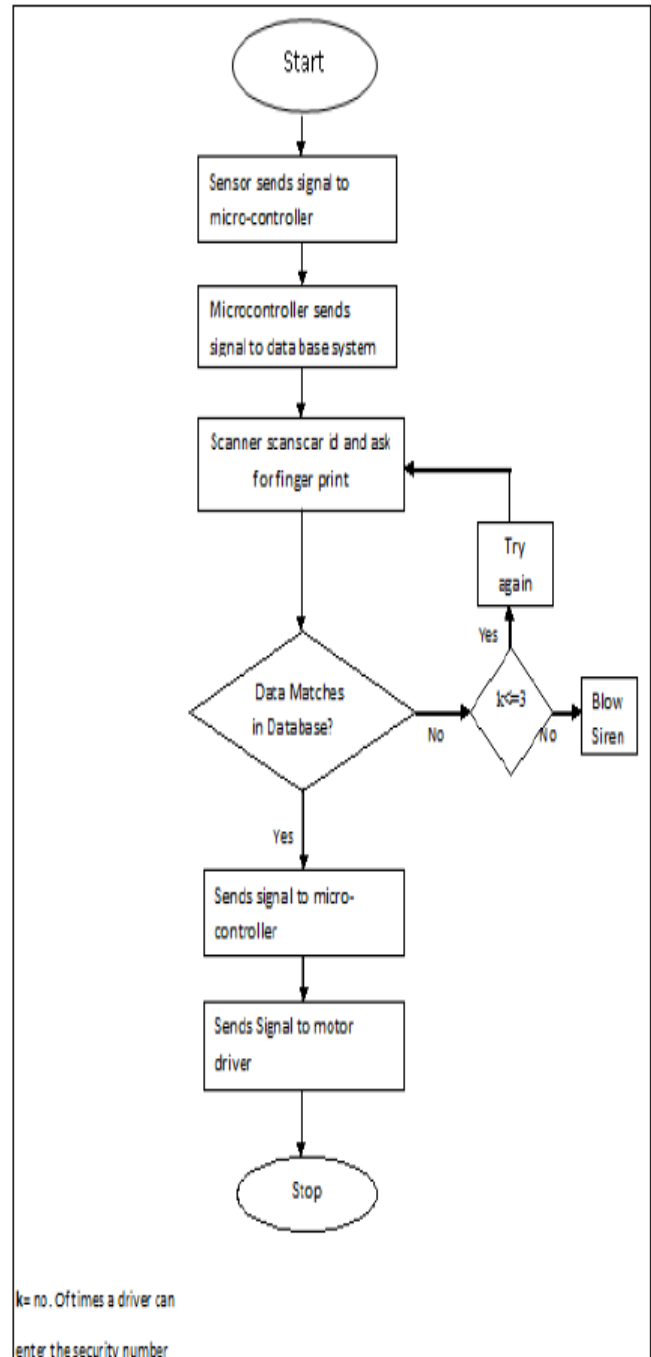 Start
Sensor sends signal to
micro-controller
Microcontroller sends
signal to data base system
Scanner scanscar id and ask
for finger print
Try
again
Yes
Data Matches
in Database?
No
k<=3
No
Blow
Siren
Yes
Sends signal to micro-
controller
Sends Signal to motor
driver
Stop
k= no. Oftimes a driver can
enter the security number